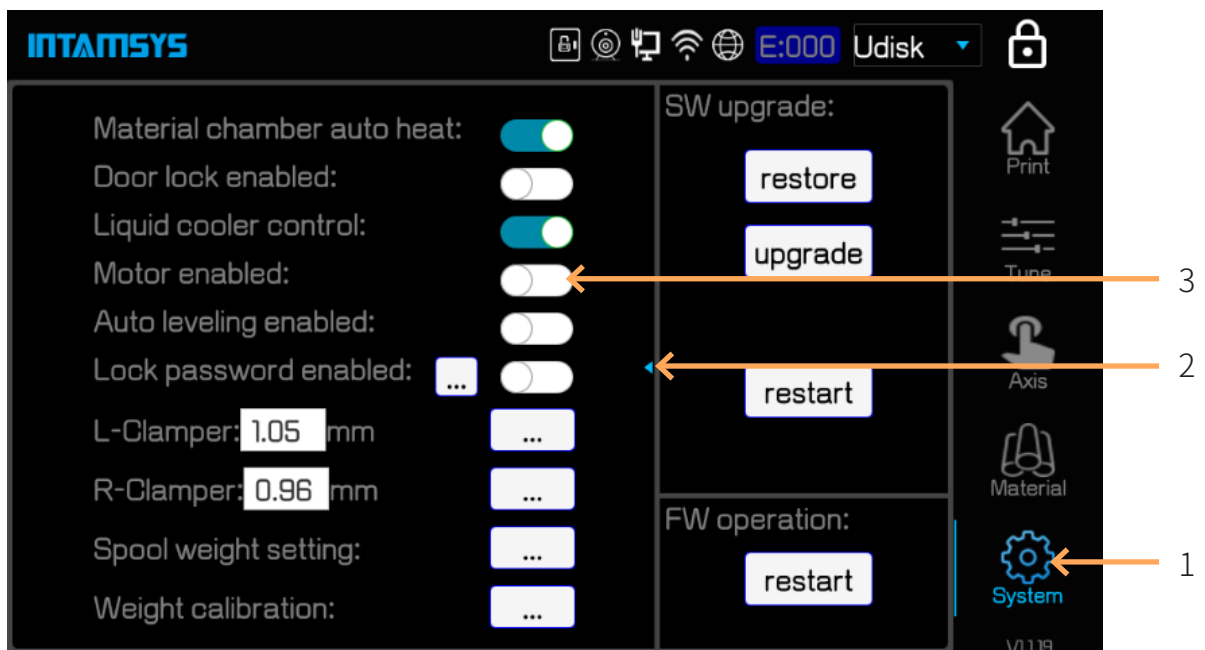 INTAMSYS
E:000 Udisk
Material chamber auto heat:
Door lock enabled:
Liquid cooler control:
Motor enabled:
Auto leveling enabled:
Lock password enabled: ...
L-Clamper: 1.05 mm ...
R-Clamper: 0.96 mm ...
Spool weight setting: ...
Weight calibration: ...
SW upgrade:
restore
upgrade
restart
FW operation:
restart
Print
Tune
Axis
Material
System
3
2
1